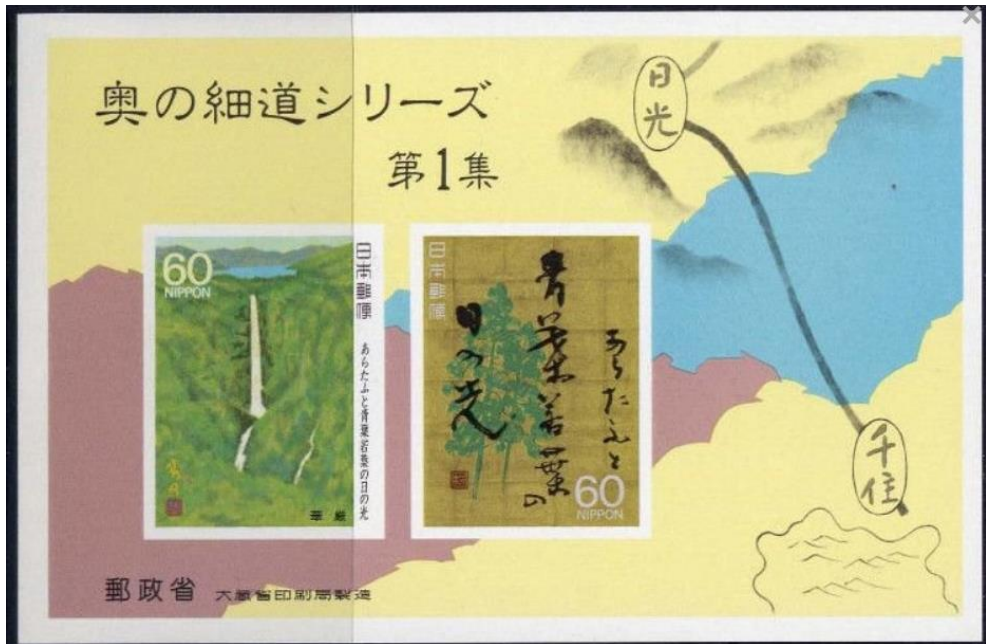 奥の細道シリーズ
第1集
日光
千住
60
NIPPON
日本郵便
あらたふと青葉若葉の日の光
華厳
日本郵便
あらたふと
青葉若葉の
日の光
60
NIPPON
郵政省 大蔵省印刷局製造